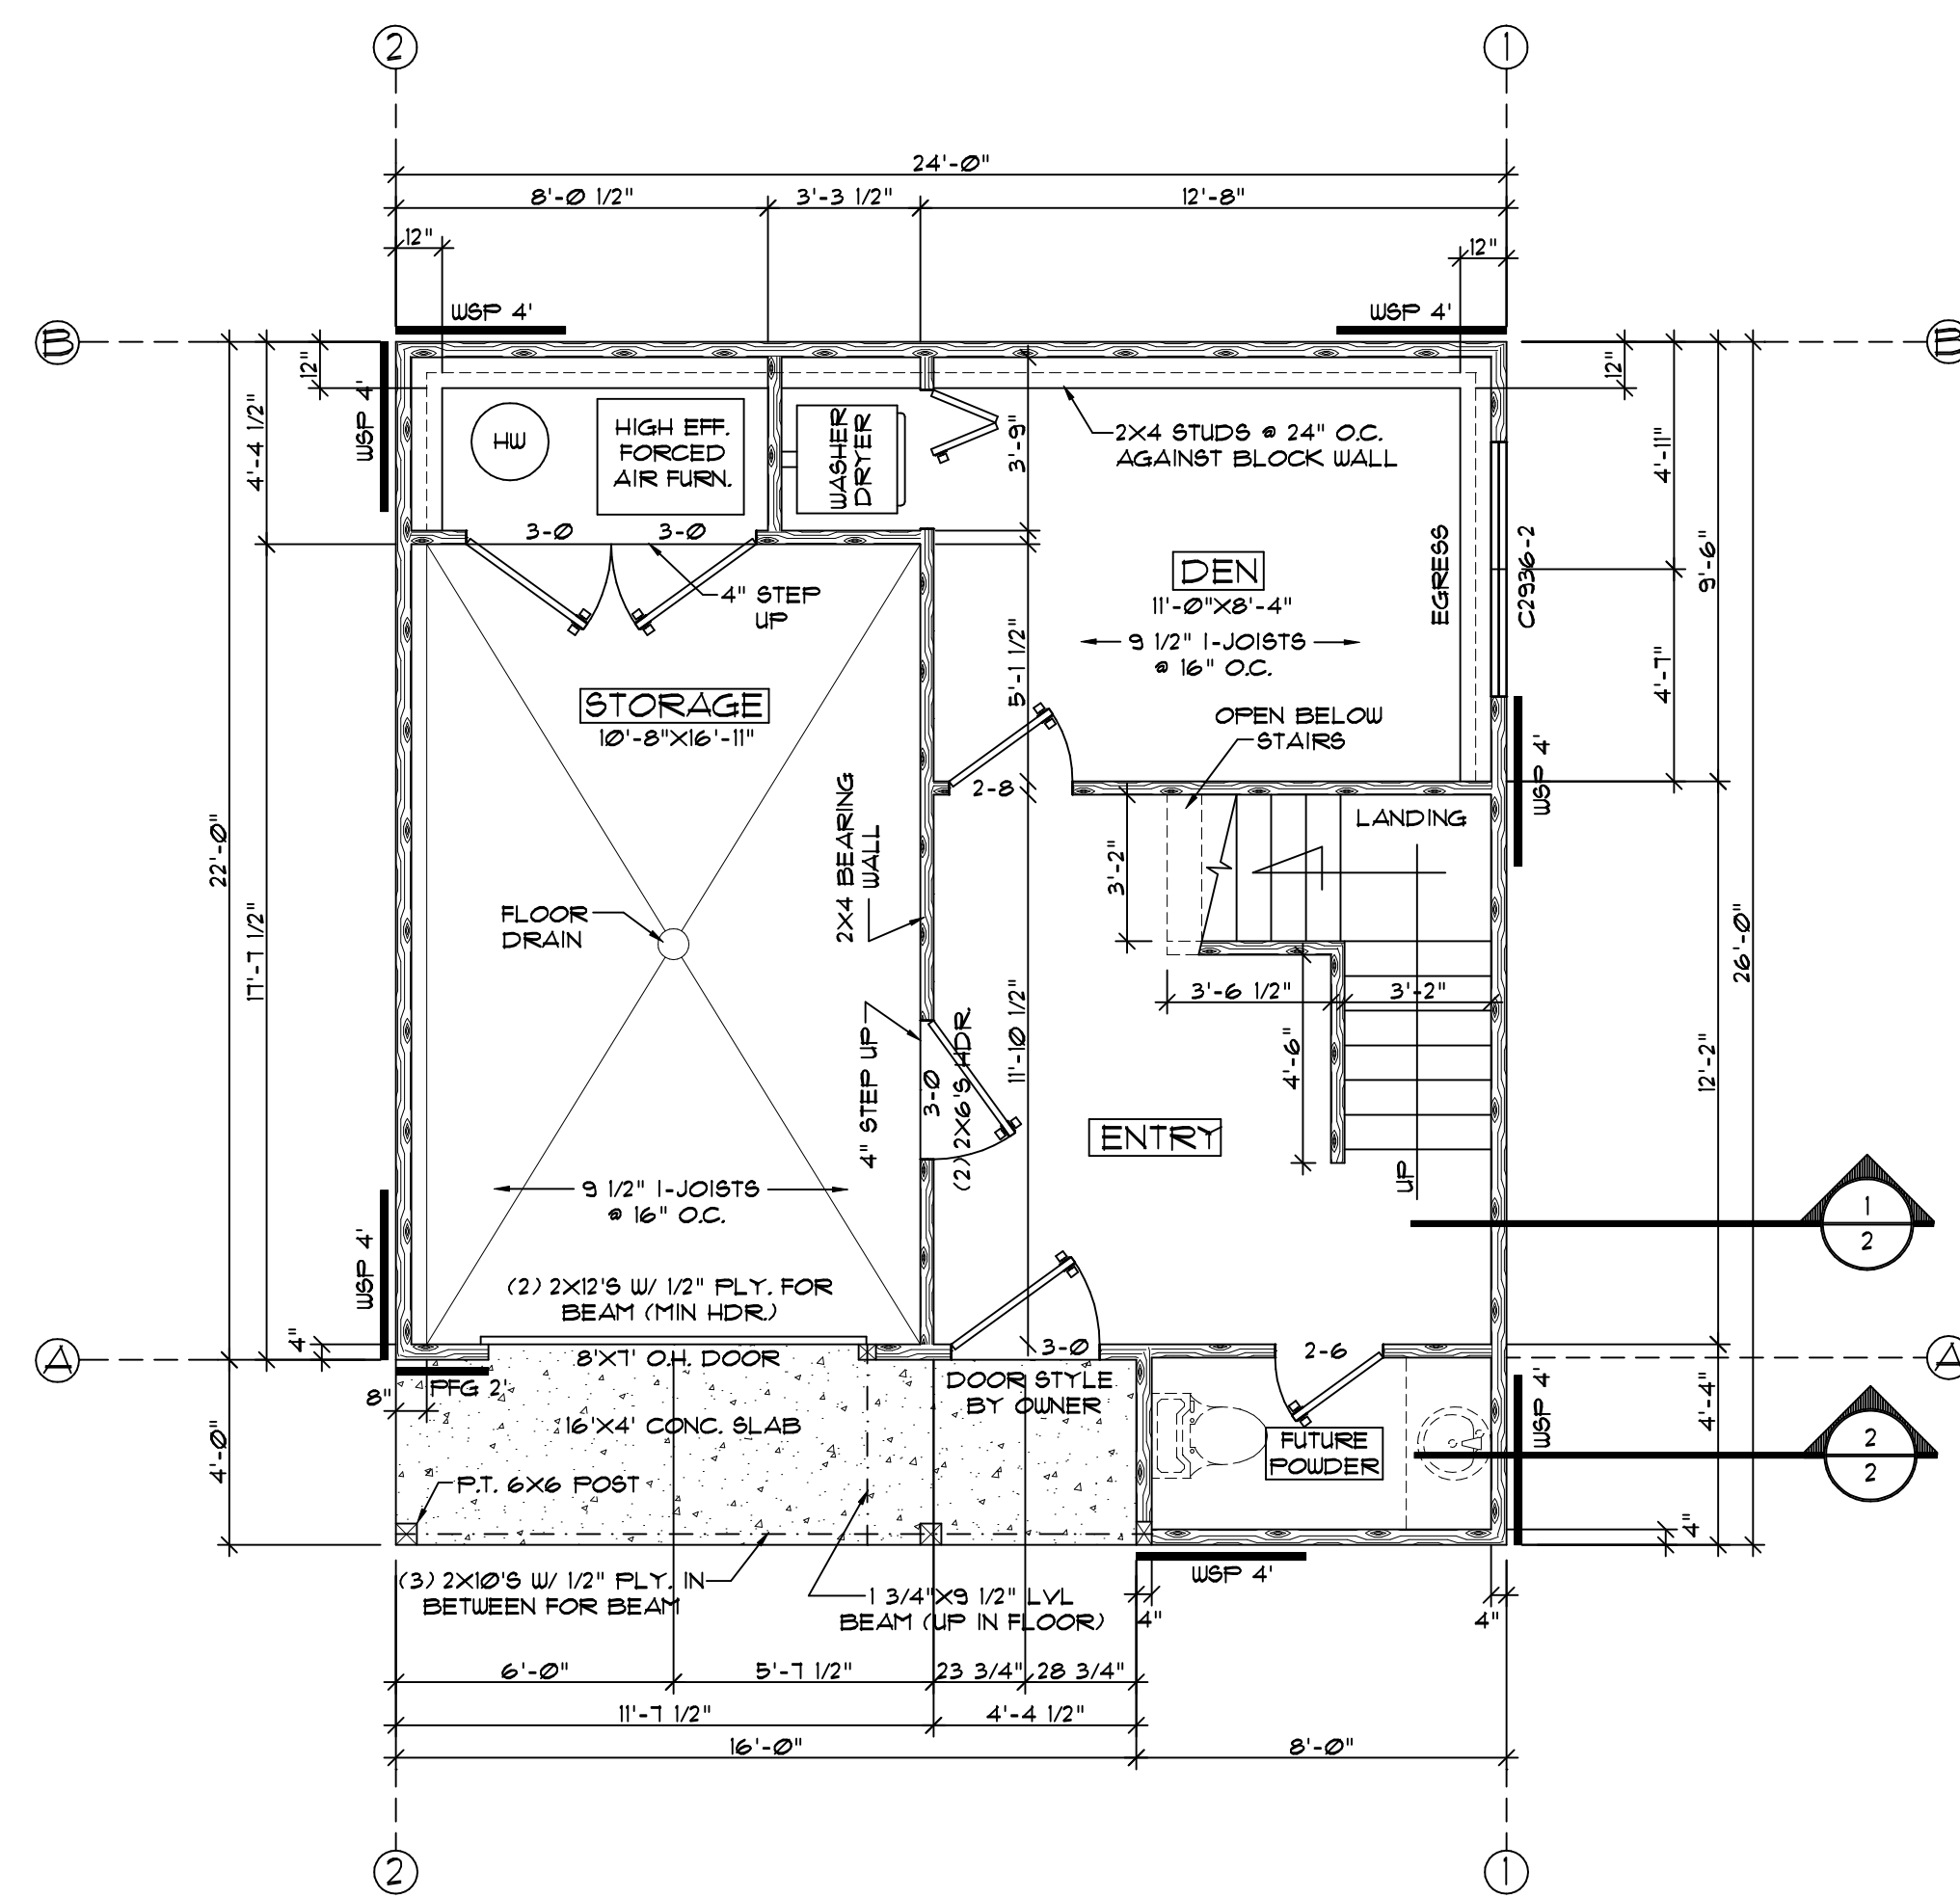 2
1
24'-0"
8'-0 1/2"
3'-3 1/2"
12'-8"
12"
12"
WSP 4'
WSP 4'
B
B
12"
12"
WSP 4'
4'-4 1/2"
HW
HIGH EFF.
FORCED
AIR FURN.
WASHER
DRYER
3'-9"
2X4 STUDS @ 24" O.C.
AGAINST BLOCK WALL
4'-11"
3-0
3-0
4" STEP
UP
DEN
11'-0"X8'-4"
9 1/2" I-JOISTS
@ 16" O.C.
EGRESS
C2936-2
9'-6"
4'-7"
5'-1 1/2"
STORAGE
10'-8"X16'-11"
OPEN BELOW
STAIRS
WSP 4'
2-8
LANDING
22'-0"
17'-7 1/2"
2X4 BEARING
WALL
3'-2"
FLOOR
DRAIN
26'-0"
3'-6 1/2"
3'-2"
11'-10 1/2"
4'-6"
12'-2"
4" STEP UP
3-0
(2) 2X6'S HDR.
ENTRY
UP
1
2
9 1/2" I-JOISTS
@ 16" O.C.
WSP 4'
(2) 2X12'S W/ 1/2" PLY. FOR
BEAM (MIN HDR.)
4"
A
A
8'X7' O.H. DOOR
3-0
2-6
PFG 2'
8"
DOOR STYLE
BY OWNER
WSP 4'
4'-4"
16'X4' CONC. SLAB
FUTURE
POWDER
2
2
4'-0"
P.T. 6X6 POST
4"
(3) 2X10'S W/ 1/2" PLY. IN
BETWEEN FOR BEAM
1 3/4"X9 1/2" LVL
BEAM (UP IN FLOOR)
WSP 4'
4"
4"
6'-0"
5'-7 1/2"
23 3/4"
28 3/4"
11'-7 1/2"
4'-4 1/2"
16'-0"
8'-0"
2
1